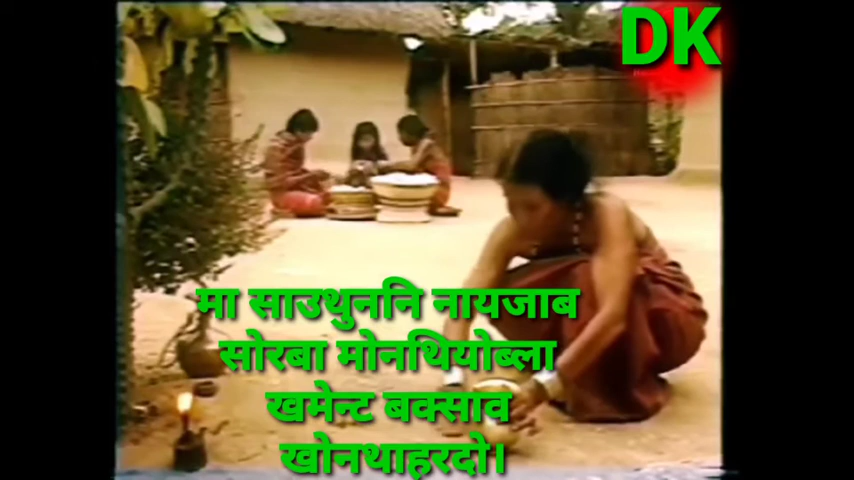 DK
मा साउथुननि नायजाब
सोरबा मोनथियोब्ला
खमेन्ट बक्साव
खोनथाहरदो।